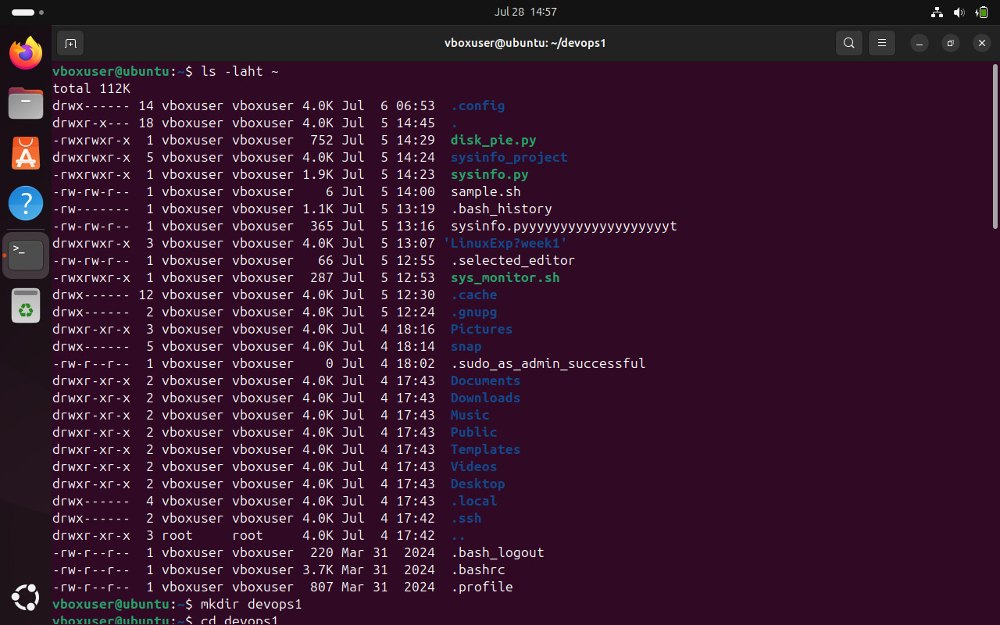 Jul 28 14:57
vboxuser@ubuntu: ~/devops1
vboxuser@ubuntu:~$ ls -laht ~
total 112K
drwx------ 14 vboxuser vboxuser 4.0K Jul  6 06:53  .config
drwxr-x--- 18 vboxuser vboxuser 4.0K Jul  5 14:45  .
-rwxrwxr-x  1 vboxuser vboxuser  752 Jul  5 14:29  disk_pie.py
drwxrwxr-x  5 vboxuser vboxuser 4.0K Jul  5 14:24  sysinfo_project
-rwxrwxr-x  1 vboxuser vboxuser 1.9K Jul  5 14:23  sysinfo.py
-rw-rw-r--  1 vboxuser vboxuser    6 Jul  5 14:00  sample.sh
-rw-------  1 vboxuser vboxuser 1.1K Jul  5 13:19  .bash_history
-rw-rw-r--  1 vboxuser vboxuser  365 Jul  5 13:16  sysinfo.pyyyyyyyyyyyyyyyyyyyt
drwxrwxr-x  3 vboxuser vboxuser 4.0K Jul  5 13:07 'LinuxExp?week1'
-rw-rw-r--  1 vboxuser vboxuser   66 Jul  5 12:55  .selected_editor
-rwxrwxr-x  1 vboxuser vboxuser  287 Jul  5 12:53  sys_monitor.sh
drwx------ 12 vboxuser vboxuser 4.0K Jul  5 12:30  .cache
drwx------  2 vboxuser vboxuser 4.0K Jul  5 12:24  .gnupg
drwxr-xr-x  3 vboxuser vboxuser 4.0K Jul  4 18:16  Pictures
drwx------  5 vboxuser vboxuser 4.0K Jul  4 18:14  snap
-rw-r--r--  1 vboxuser vboxuser    0 Jul  4 18:02  .sudo_as_admin_successful
drwxr-xr-x  2 vboxuser vboxuser 4.0K Jul  4 17:43  Documents
drwxr-xr-x  2 vboxuser vboxuser 4.0K Jul  4 17:43  Downloads
drwxr-xr-x  2 vboxuser vboxuser 4.0K Jul  4 17:43  Music
drwxr-xr-x  2 vboxuser vboxuser 4.0K Jul  4 17:43  Public
drwxr-xr-x  2 vboxuser vboxuser 4.0K Jul  4 17:43  Templates
drwxr-xr-x  2 vboxuser vboxuser 4.0K Jul  4 17:43  Videos
drwxr-xr-x  2 vboxuser vboxuser 4.0K Jul  4 17:43  Desktop
drwx------  4 vboxuser vboxuser 4.0K Jul  4 17:43  .local
drwx------  2 vboxuser vboxuser 4.0K Jul  4 17:42  .ssh
drwxr-xr-x  3 root     root     4.0K Jul  4 17:42  ..
-rw-r--r--  1 vboxuser vboxuser  220 Mar 31  2024  .bash_logout
-rw-r--r--  1 vboxuser vboxuser 3.7K Mar 31  2024  .bashrc
-rw-r--r--  1 vboxuser vboxuser  807 Mar 31  2024  .profile
vboxuser@ubuntu:~$ mkdir devops1
vboxuser@ubuntu:~$ cd devops1